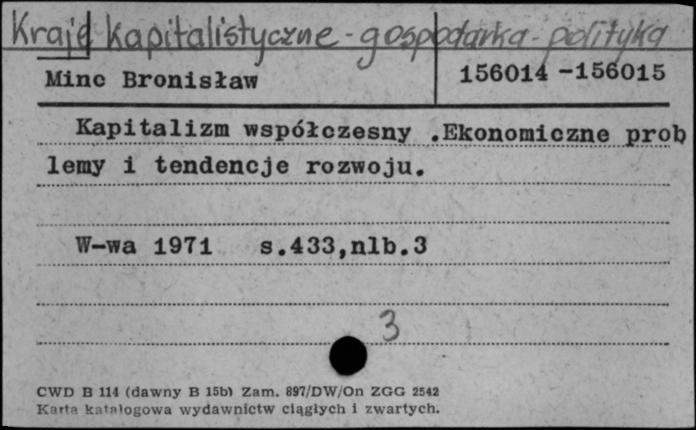 Kraje kapitalistyczne - gospodarka - polityka
Minc Bronisław 156014 -156015
Kapitalizm współczesny .Ekonomiczne prob
lemy i tendencje rozwoju.
W-wa 1971 s.433,nlb.3
3
CWD B 114 (dawny B 15b) Zam. 897/DW/On ZGG 2542
Karta katalogowa wydawnictw ciągłych i zwartych.